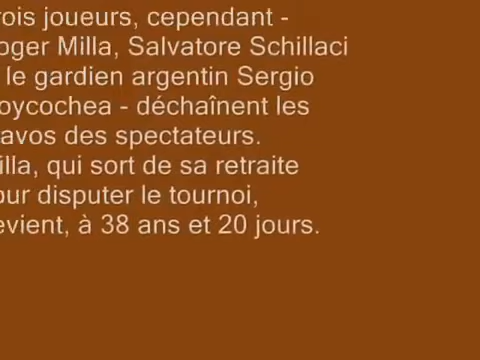 rois joueurs, cependant -
oger Milla, Salvatore Schillaci
le gardien argentin Sergio
oycochea - déchaînent les
avos des spectateurs.
illa, qui sort de sa retraite
our disputer le tournoi,
evient, à 38 ans et 20 jours.